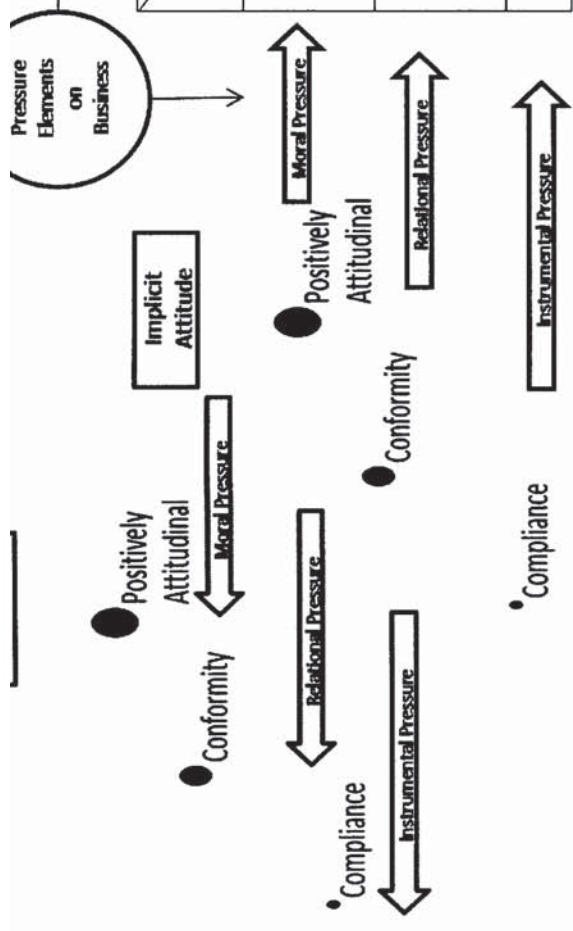 Pressure
Elements
on
Business
Positively
Attitudinal
Implicit
Attitude
Conformity
Moral Pressure
Moral Pressure
Relational Pressure
Positively
Attitudinal
Compliance
Conformity
Instrumental Pressure
Relational Pressure
Compliance
Instrumental Pressure